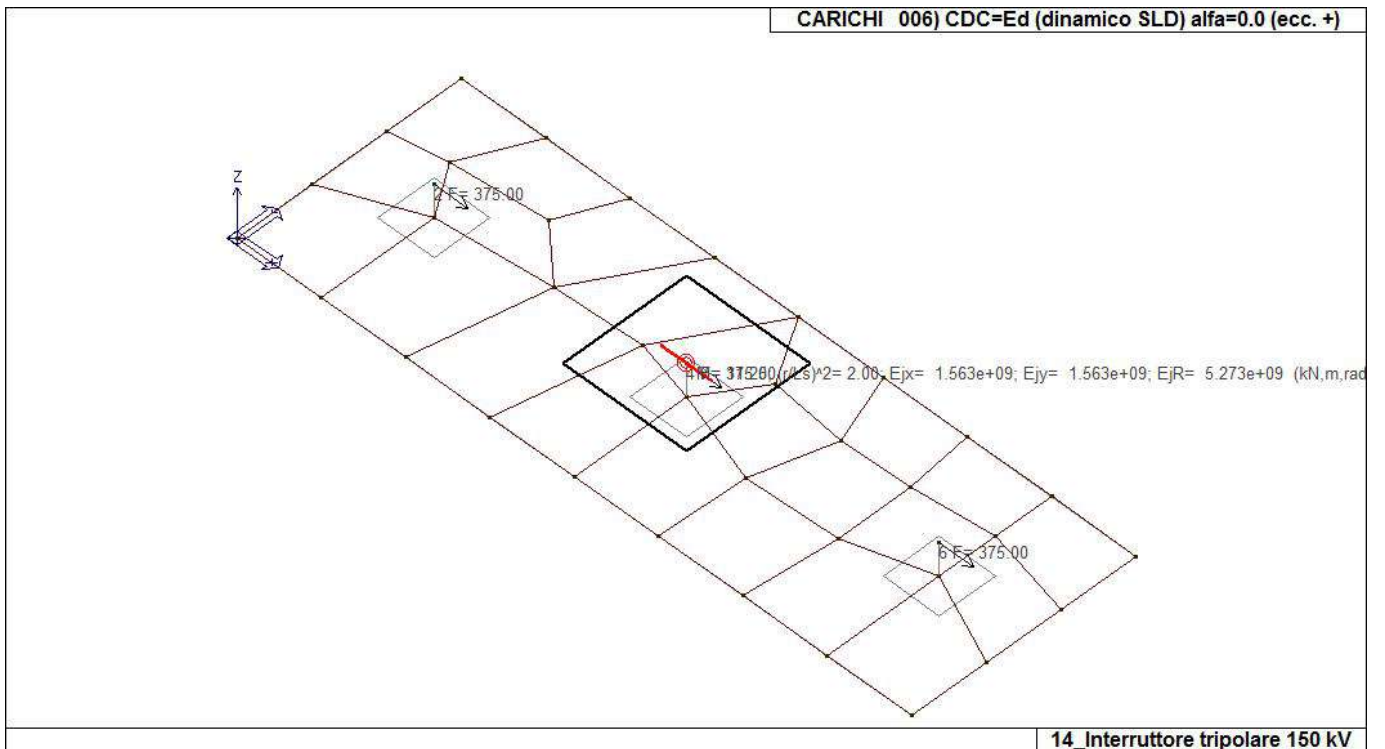 CARICHI 006) CDC=Ed (dinamico SLD) alfa=0.0 (ecc. +)
Z
2 F= 375.00
(r/Ls)^2= 2.00; Ejx= 1.563e+09; Ejy= 1.563e+09; EjR= 5.273e+09 (kN,m,rad
6 F= 375.00
14_Interruttore tripolare 150 kV